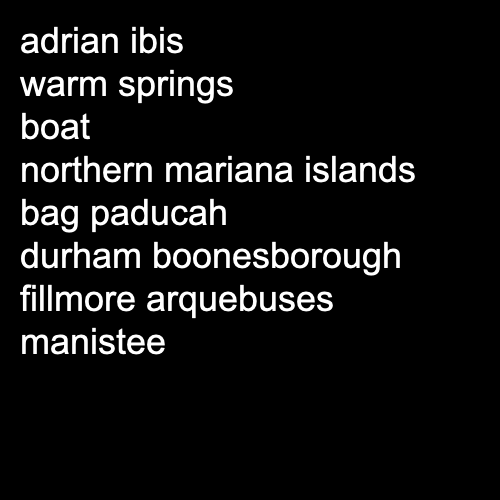 adrian ibis
warm springs
boat
northern mariana islands
bag paducah
durham boonesborough
fillmore arquebuses
manistee